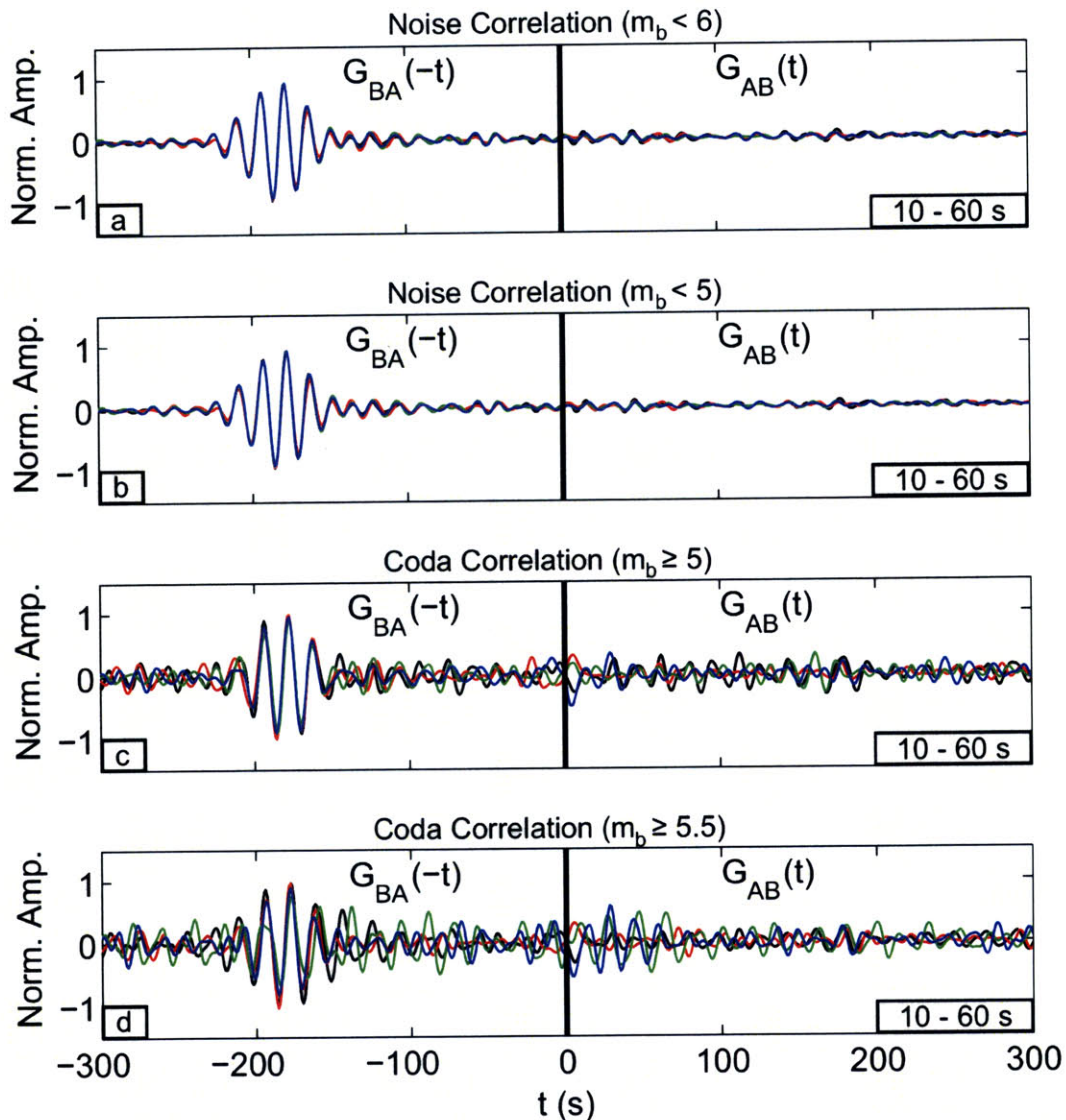 Noise Correlation (m_b < 6)
G_BA(−t)
G_AB(t)
Norm. Amp.
1
0
−1
a
10 - 60 s
Noise Correlation (m_b < 5)
G_BA(−t)
G_AB(t)
Norm. Amp.
1
0
−1
b
10 - 60 s
Coda Correlation (m_b ≥ 5)
G_BA(−t)
G_AB(t)
Norm. Amp.
1
0
−1
c
10 - 60 s
Coda Correlation (m_b ≥ 5.5)
G_BA(−t)
G_AB(t)
Norm. Amp.
1
0
−1
d
10 - 60 s
−300 −200 −100 0 100 200 300
t (s)